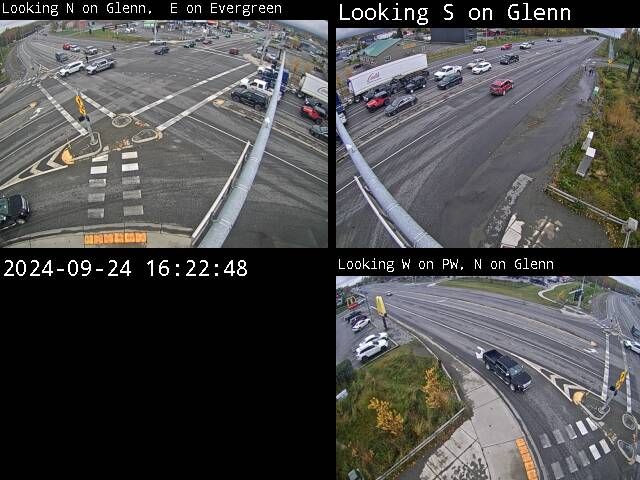 Looking N on Glenn,  E on Evergreen
Looking S on Glenn
2024-09-24 16:22:48
Looking W on PW, N on Glenn